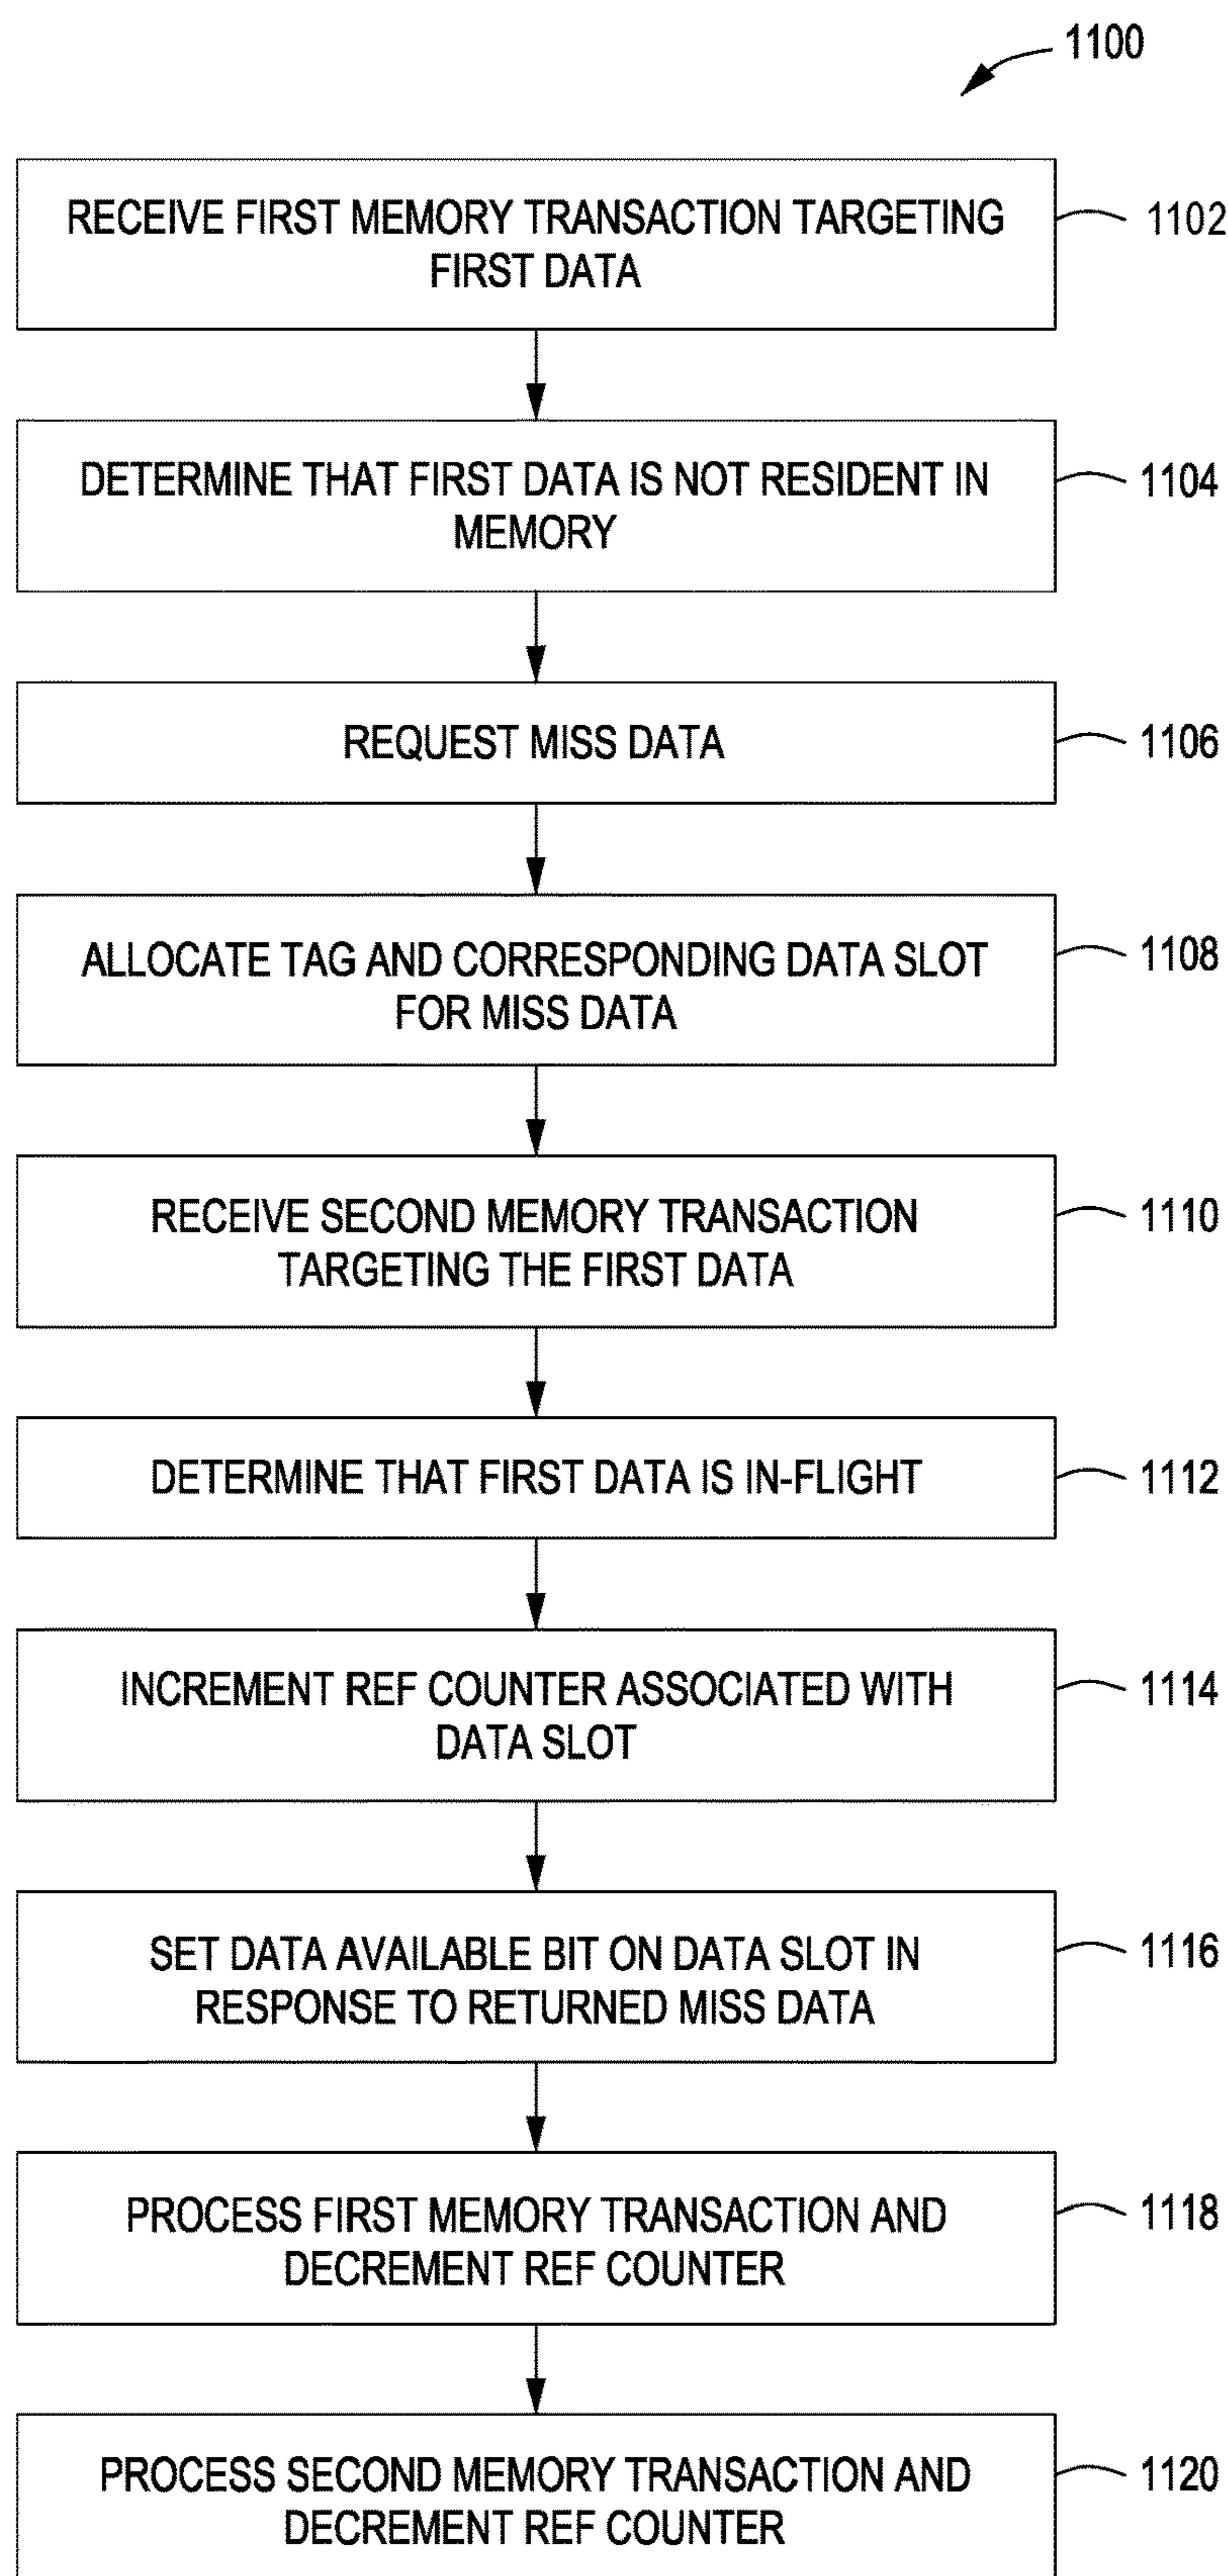 1100
RECEIVE FIRST MEMORY TRANSACTION TARGETING
FIRST DATA
1102
DETERMINE THAT FIRST DATA IS NOT RESIDENT IN
MEMORY
1104
REQUEST MISS DATA
1106
ALLOCATE TAG AND CORRESPONDING DATA SLOT
FOR MISS DATA
1108
RECEIVE SECOND MEMORY TRANSACTION
TARGETING THE FIRST DATA
1110
DETERMINE THAT FIRST DATA IS IN-FLIGHT
1112
INCREMENT REF COUNTER ASSOCIATED WITH
DATA SLOT
1114
SET DATA AVAILABLE BIT ON DATA SLOT IN
RESPONSE TO RETURNED MISS DATA
1116
PROCESS FIRST MEMORY TRANSACTION AND
DECREMENT REF COUNTER
1118
PROCESS SECOND MEMORY TRANSACTION AND
DECREMENT REF COUNTER
1120